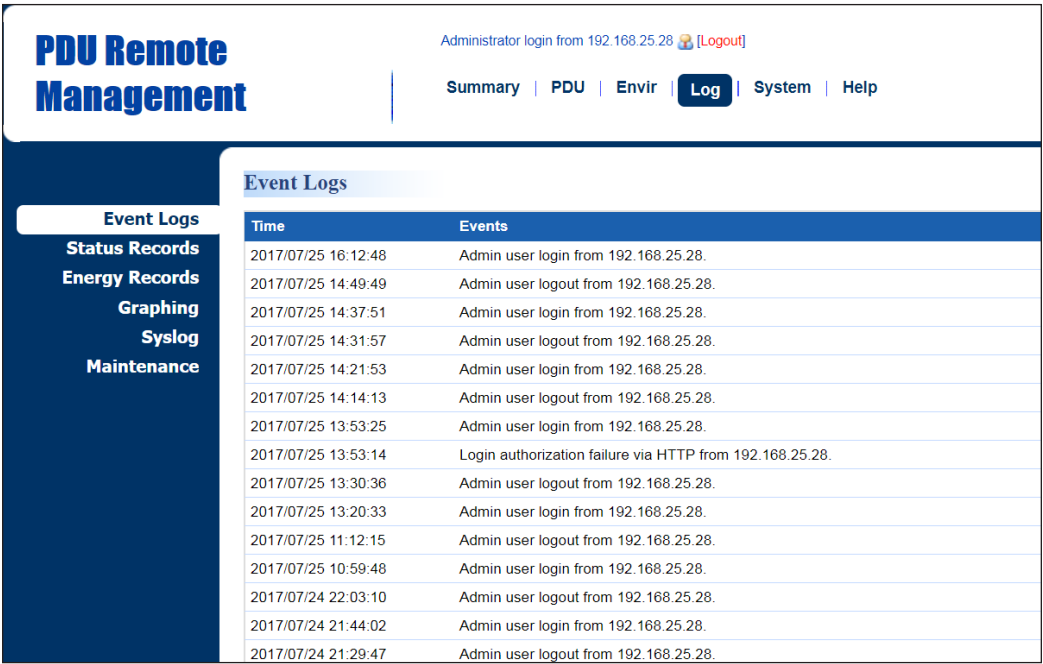 PDU Remote
Management
Administrator login from 192.168.25.28 [Logout]
Summary | PDU | Envir | Log | System | Help
Event Logs
Status Records
Energy Records
Graphing
Syslog
Maintenance
Event Logs
Time Events
2017/07/25 16:12:48 Admin user login from 192.168.25.28.
2017/07/25 14:49:49 Admin user logout from 192.168.25.28.
2017/07/25 14:37:51 Admin user login from 192.168.25.28.
2017/07/25 14:31:57 Admin user logout from 192.168.25.28.
2017/07/25 14:21:53 Admin user login from 192.168.25.28.
2017/07/25 14:14:13 Admin user logout from 192.168.25.28.
2017/07/25 13:53:25 Admin user login from 192.168.25.28.
2017/07/25 13:53:14 Login authorization failure via HTTP from 192.168.25.28.
2017/07/25 13:30:36 Admin user logout from 192.168.25.28.
2017/07/25 13:20:33 Admin user login from 192.168.25.28.
2017/07/25 11:12:15 Admin user logout from 192.168.25.28.
2017/07/25 10:59:48 Admin user login from 192.168.25.28.
2017/07/24 22:03:10 Admin user logout from 192.168.25.28.
2017/07/24 21:44:02 Admin user login from 192.168.25.28.
2017/07/24 21:29:47 Admin user logout from 192.168.25.28.